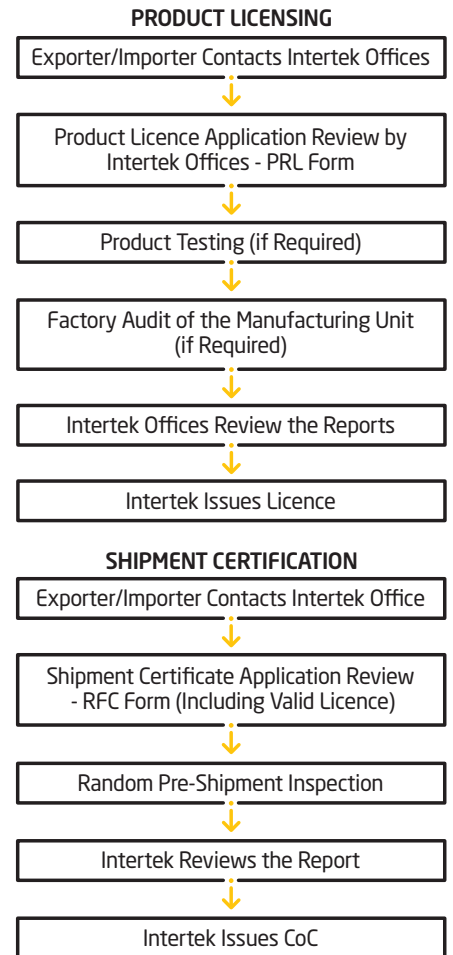 PRODUCT LICENSING
Exporter/Importer Contacts Intertek Offices
Product Licence Application Review by
Intertek Offices - PRL Form
Product Testing (if Required)
Factory Audit of the Manufacturing Unit
(if Required)
Intertek Offices Review the Reports
Intertek Issues Licence
SHIPMENT CERTIFICATION
Exporter/Importer Contacts Intertek Office
Shipment Certificate Application Review
- RFC Form (Including Valid Licence)
Random Pre-Shipment Inspection
Intertek Reviews the Report
Intertek Issues CoC